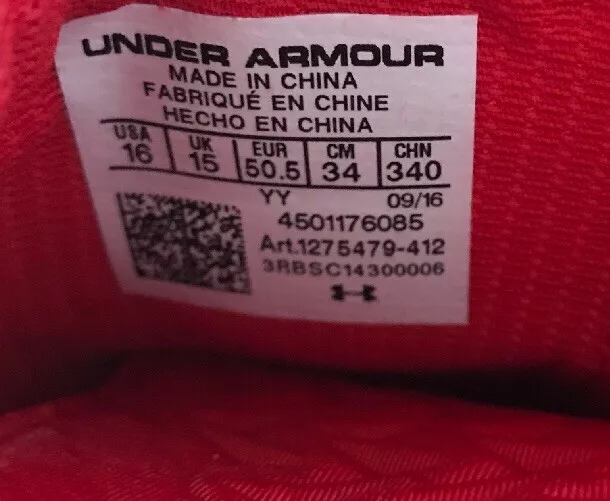 UNDER ARMOUR
MADE IN CHINA
FABRIQUÉ EN CHINE
HECHO EN CHINA
USA UK EUR CM CHN
16 15 50.5 34 340
YY 09/16
4501176085
Art.1275479-412
3RBSC14300006